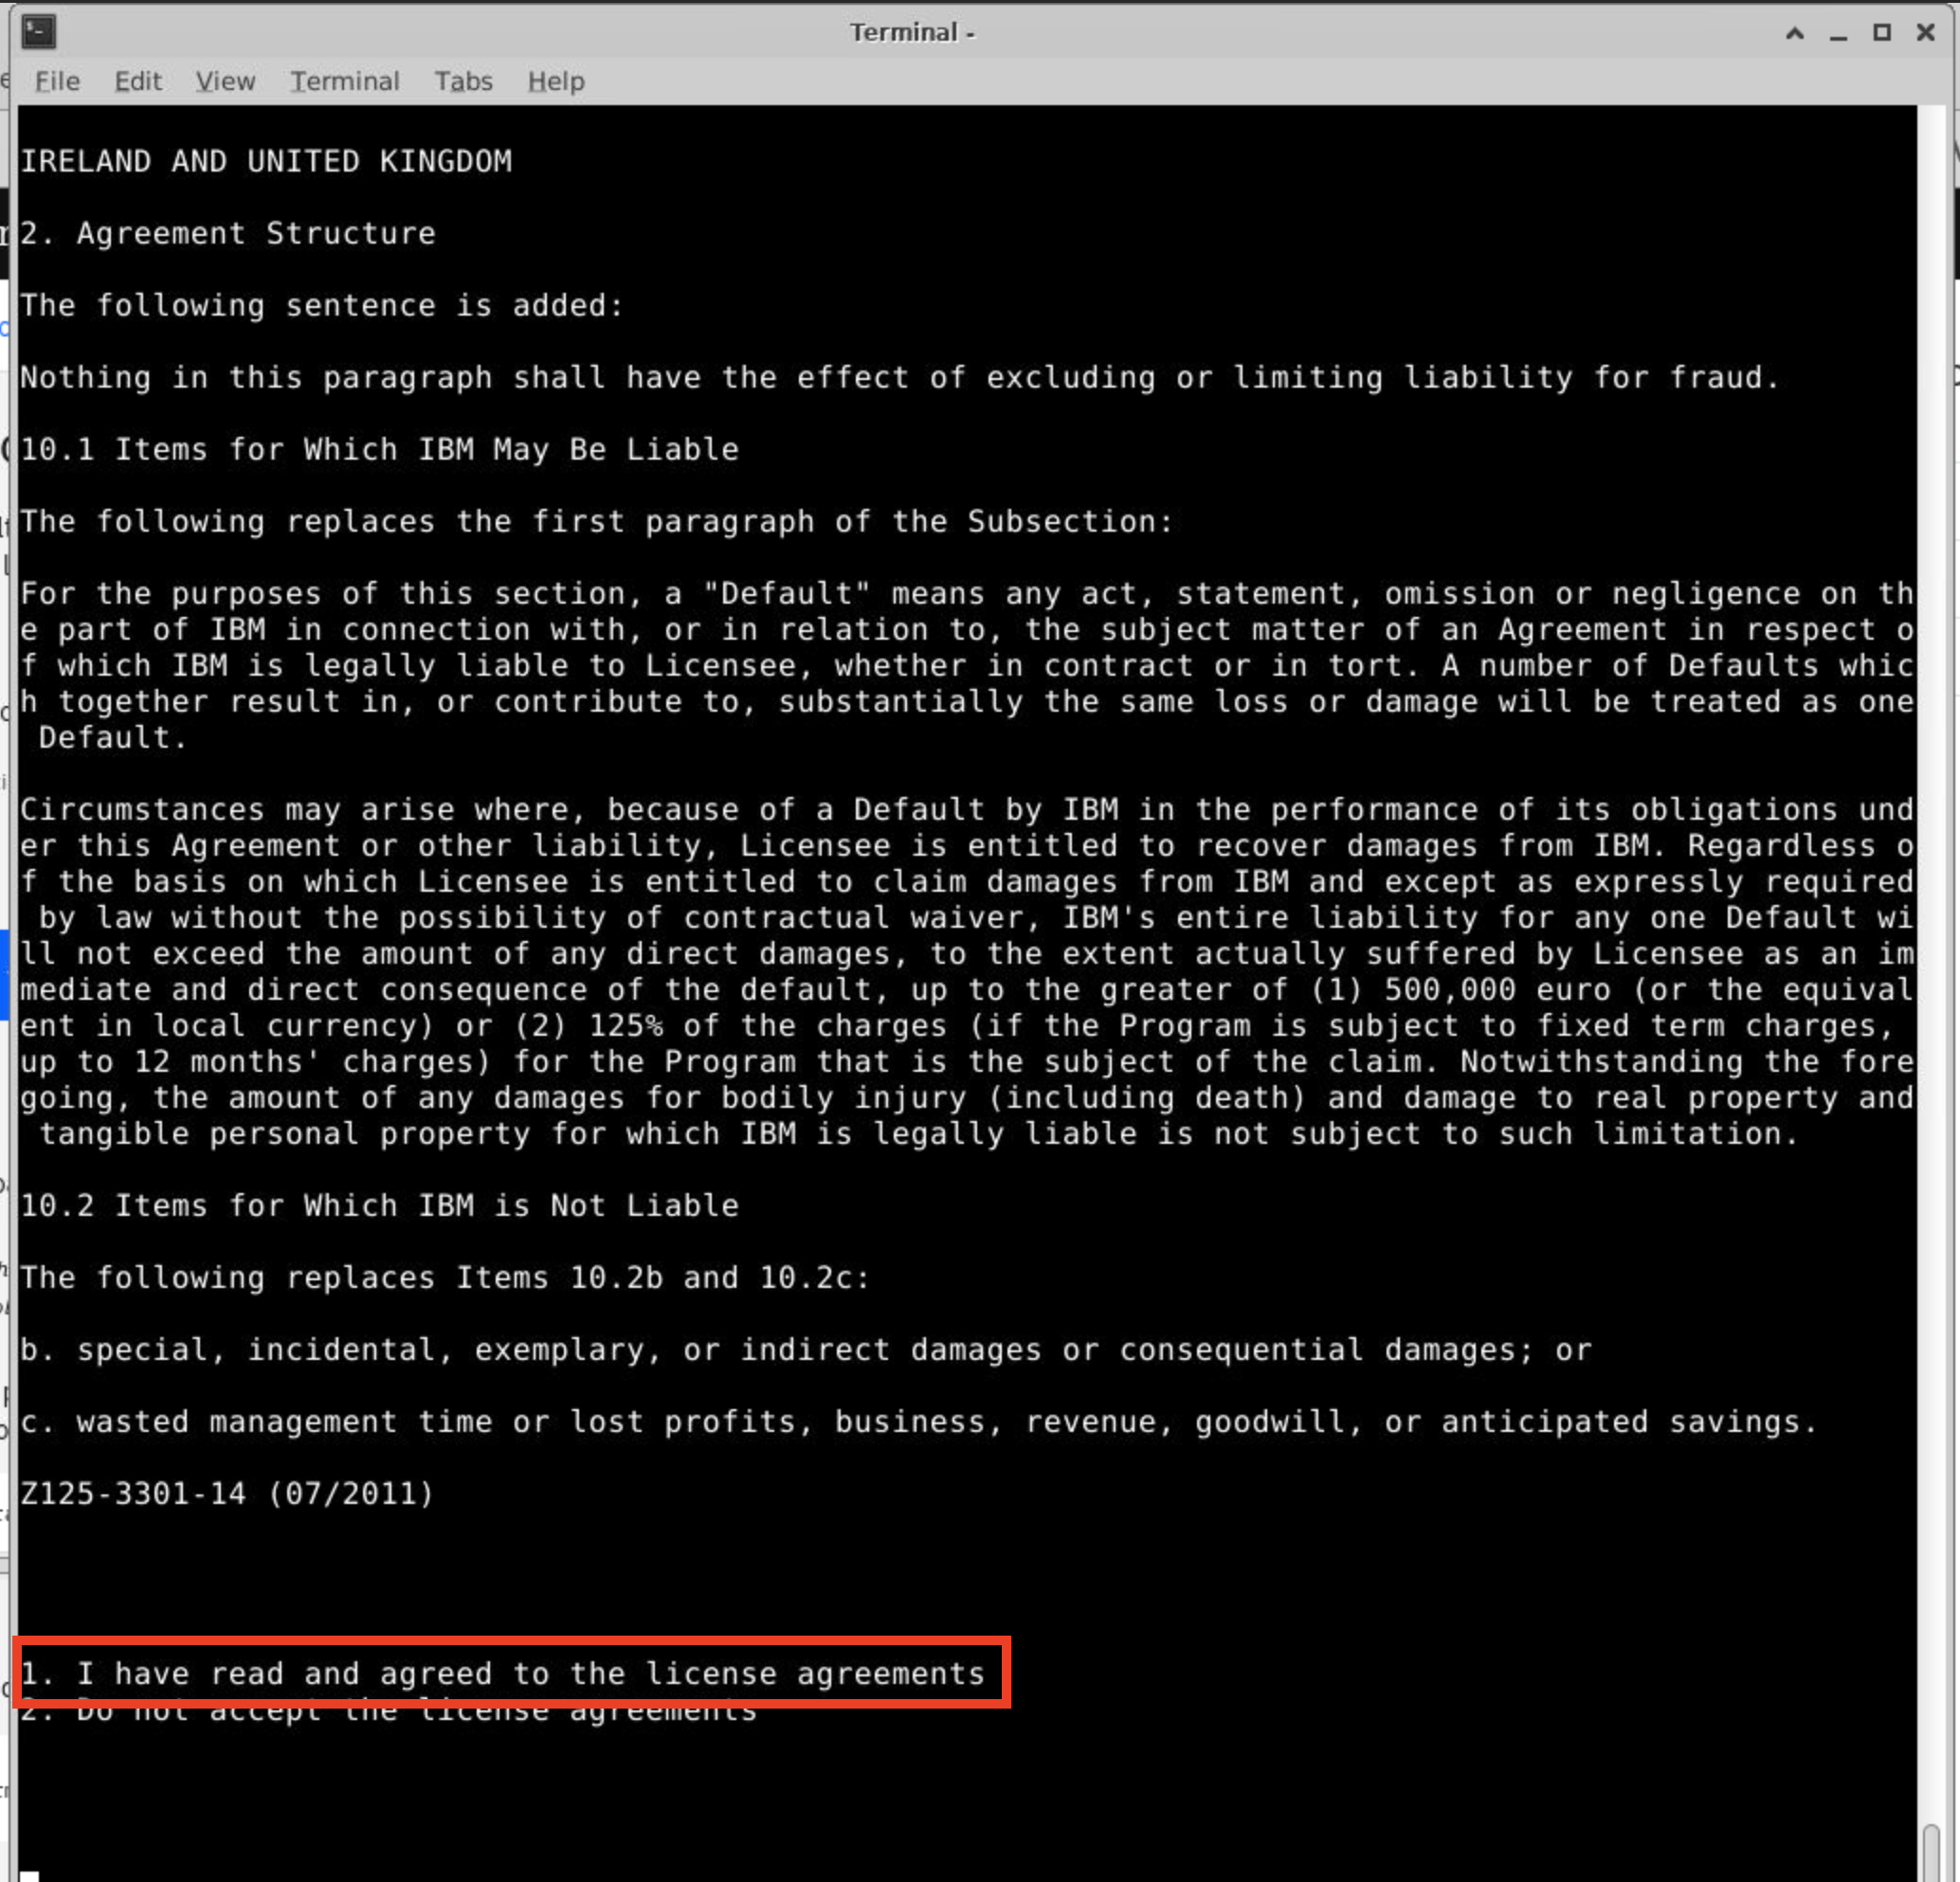 Terminal -
File Edit View Terminal Tabs Help
IRELAND AND UNITED KINGDOM
2. Agreement Structure
The following sentence is added:
Nothing in this paragraph shall have the effect of excluding or limiting liability for fraud.
10.1 Items for Which IBM May Be Liable
The following replaces the first paragraph of the Subsection:
For the purposes of this section, a "Default" means any act, statement, omission or negligence on th
e part of IBM in connection with, or in relation to, the subject matter of an Agreement in respect o
f which IBM is legally liable to Licensee, whether in contract or in tort. A number of Defaults whic
h together result in, or contribute to, substantially the same loss or damage will be treated as one
 Default.
Circumstances may arise where, because of a Default by IBM in the performance of its obligations und
er this Agreement or other liability, Licensee is entitled to recover damages from IBM. Regardless o
f the basis on which Licensee is entitled to claim damages from IBM and except as expressly required
 by law without the possibility of contractual waiver, IBM's entire liability for any one Default wi
ll not exceed the amount of any direct damages, to the extent actually suffered by Licensee as an im
mediate and direct consequence of the default, up to the greater of (1) 500,000 euro (or the equival
ent in local currency) or (2) 125% of the charges (if the Program is subject to fixed term charges,
up to 12 months' charges) for the Program that is the subject of the claim. Notwithstanding the fore
going, the amount of any damages for bodily injury (including death) and damage to real property and
 tangible personal property for which IBM is legally liable is not subject to such limitation.
10.2 Items for Which IBM is Not Liable
The following replaces Items 10.2b and 10.2c:
b. special, incidental, exemplary, or indirect damages or consequential damages; or
c. wasted management time or lost profits, business, revenue, goodwill, or anticipated savings.
Z125-3301-14 (07/2011)
1. I have read and agreed to the license agreements
2. Do not accept the license agreements